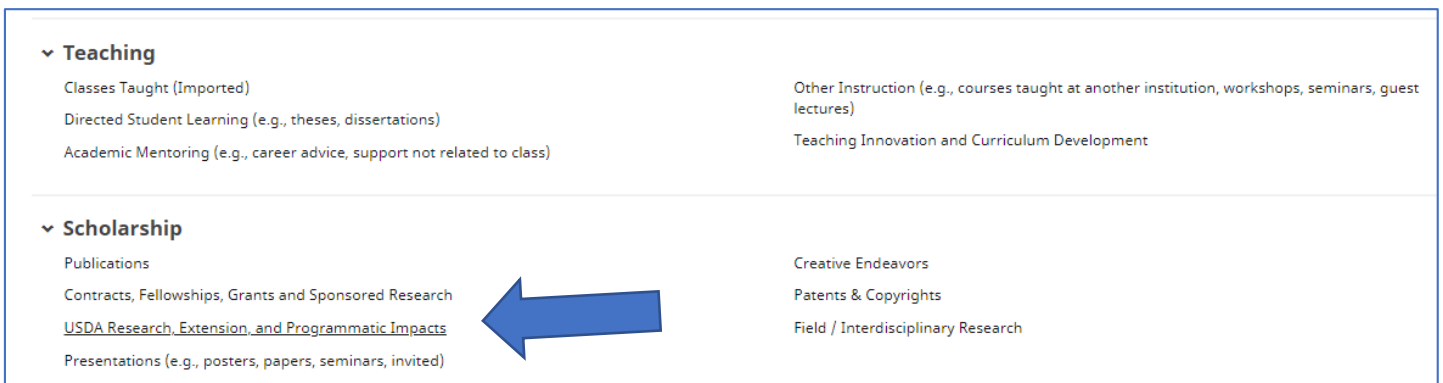 Teaching
Classes Taught (Imported)
Directed Student Learning (e.g., theses, dissertations)
Academic Mentoring (e.g., career advice, support not related to class)
Other Instruction (e.g., courses taught at another institution, workshops, seminars, guest
lectures)
Teaching Innovation and Curriculum Development
Scholarship
Publications
Contracts, Fellowships, Grants and Sponsored Research
USDA Research, Extension, and Programmatic Impacts
Presentations (e.g., posters, papers, seminars, invited)
Creative Endeavors
Patents & Copyrights
Field / Interdisciplinary Research